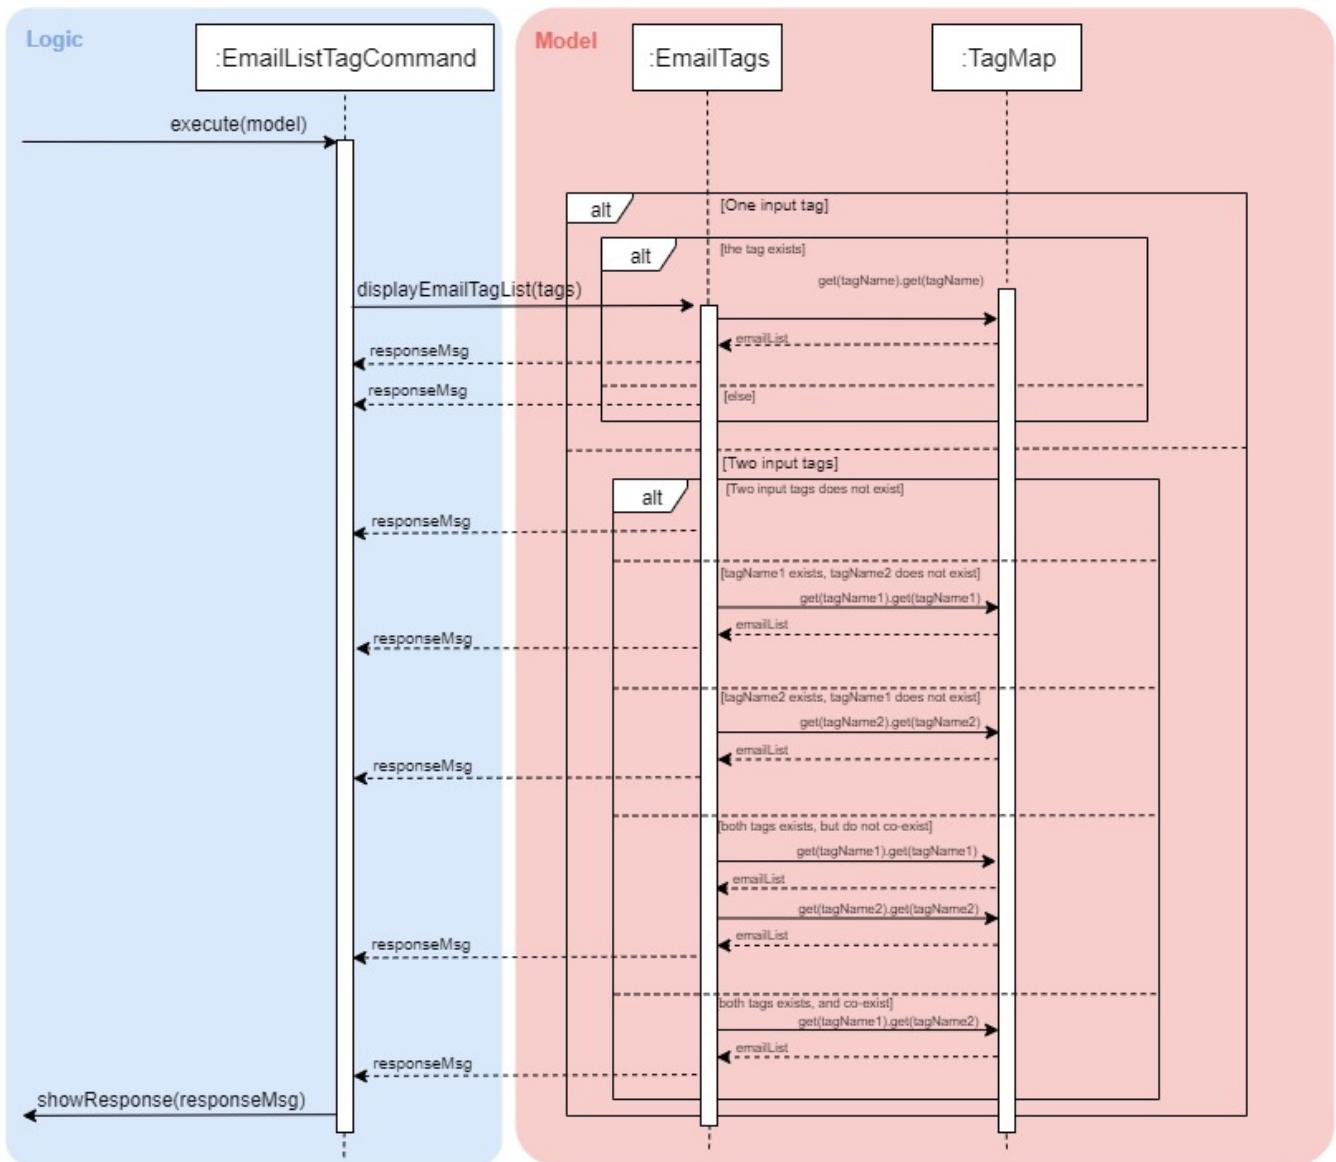 Logic
Model
:EmailListTagCommand
:EmailTags
:TagMap
execute(model)
alt
[One input tag]
alt
[the tag exists]
get(tagName).get(tagName)
displayEmailTagList(tags)
emailList
responseMsg
responseMsg
[else]
[Two input tags]
alt
[Two input tags does not exist]
responseMsg
[tagName1 exists, tagName2 does not exist]
get(tagName1).get(tagName1)
emailList
responseMsg
[tagName2 exists, tagName1 does not exist]
get(tagName2).get(tagName2)
emailList
responseMsg
[both tags exists, but do not co-exist]
get(tagName1).get(tagName1)
emailList
get(tagName2).get(tagName2)
emailList
responseMsg
[both tags exists, and co-exist]
get(tagName1).get(tagName2)
emailList
responseMsg
showResponse(responseMsg)